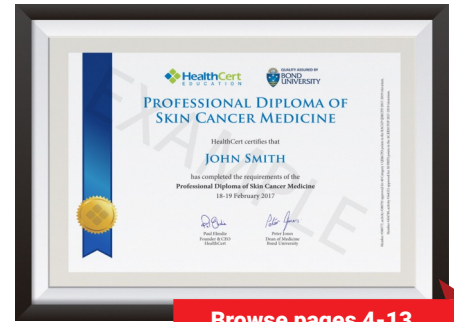 HealthCert
EDUCATION
QUALITY ASSURED BY
BOND
UNIVERSITY
PROFESSIONAL DIPLOMA OF
SKIN CANCER MEDICINE
HealthCert certifies that
JOHN SMITH
has completed the requirements of the
Professional Diploma of Skin Cancer Medicine
18-19 February 2017
Paul Elmslie
Founder & CEO
HealthCert
Peter Jones
Dean of Medicine
Bond University
EXAMPLE
Browse pages 4-13